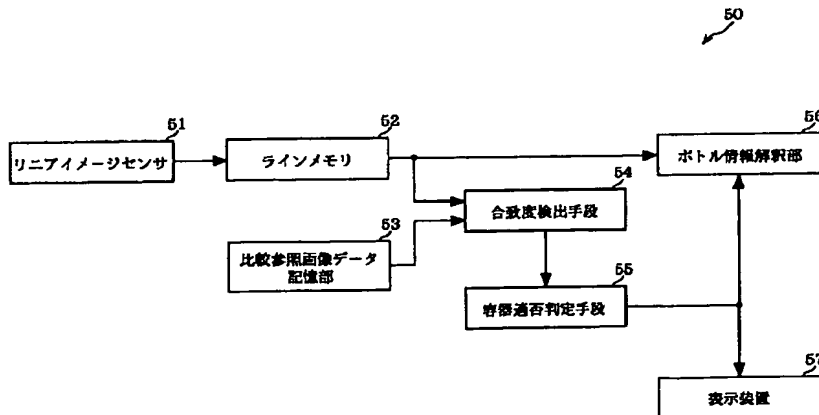 50
51
リニアイメージセンサ
52
ラインメモリ
56
ボトル情報解釈部
54
合致度検出手段
53
比較参照画像データ
記憶部
55
容器適否判定手段
57
表示装置